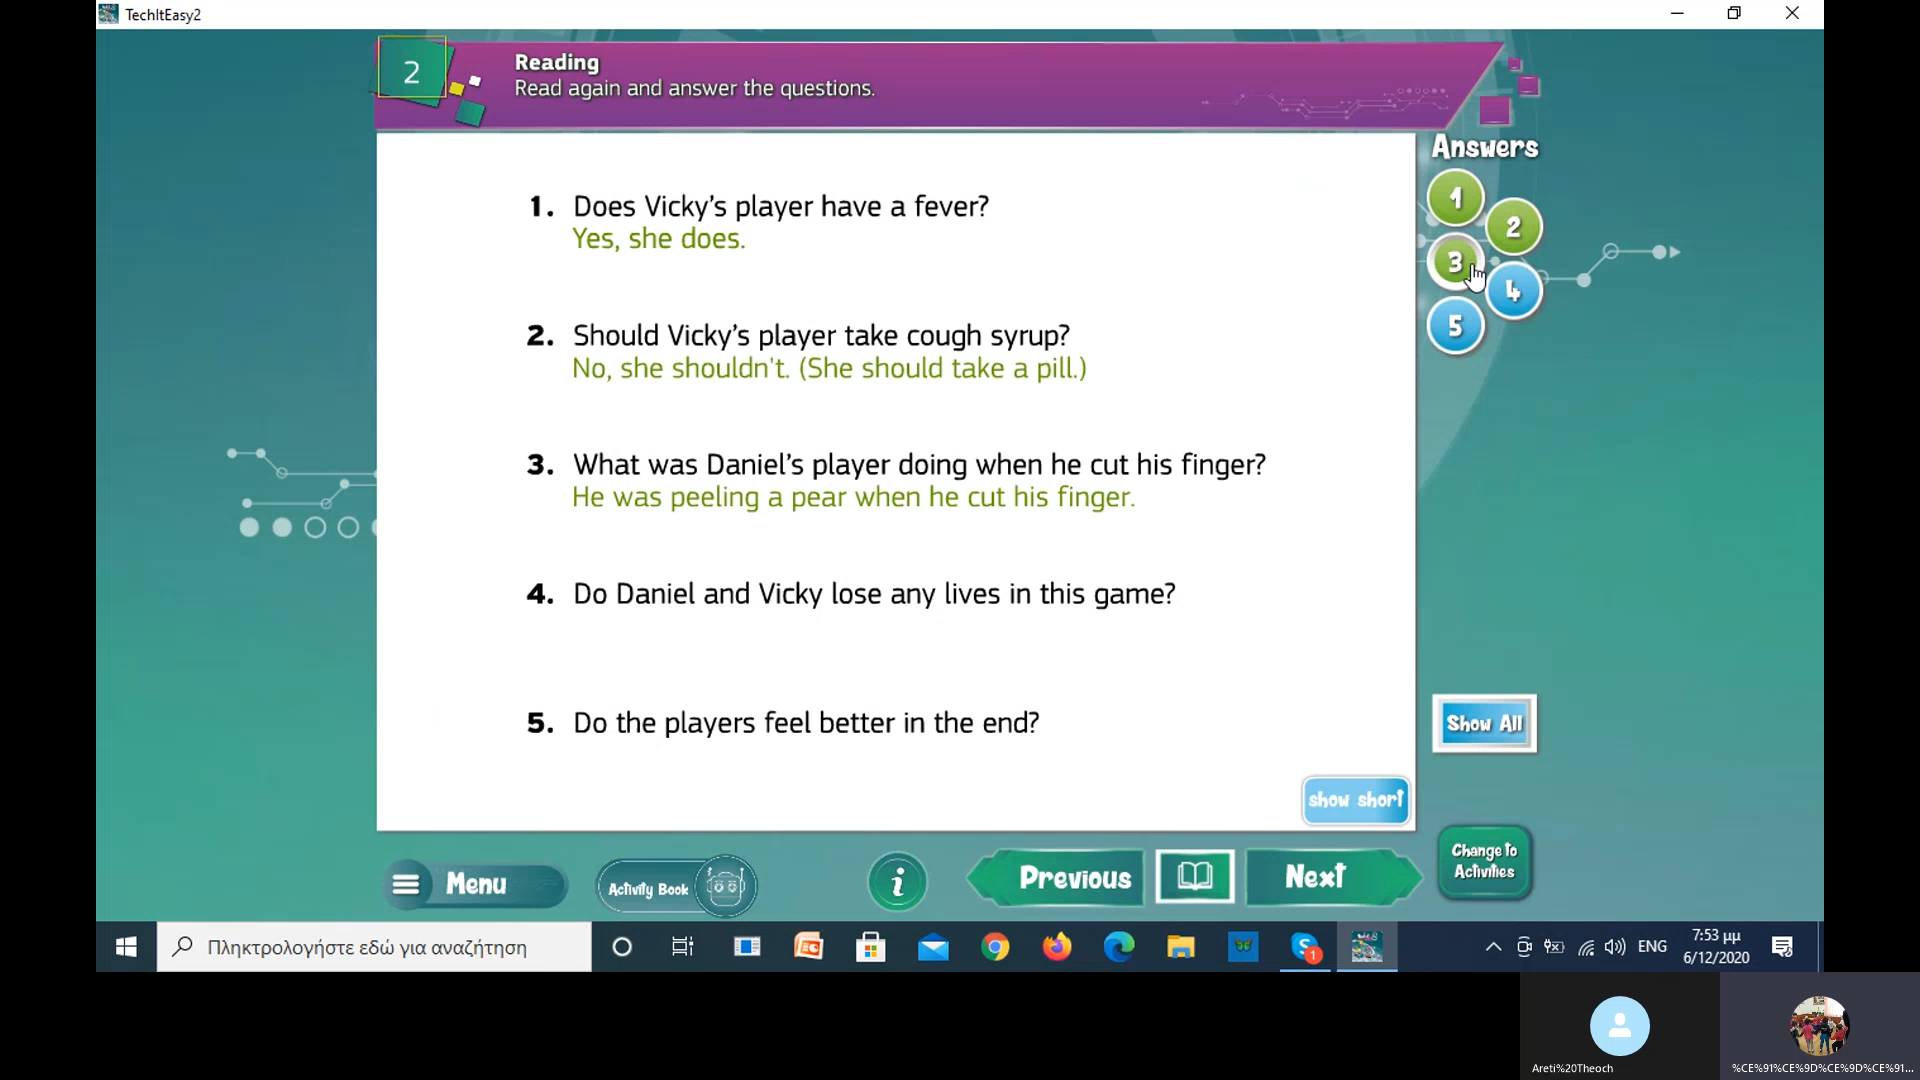 TechItEasy2
2
Reading
Read again and answer the questions.
Answers
1
2
3
4
5
1. Does Vicky's player have a fever?
Yes, she does.
2. Should Vicky's player take cough syrup?
No, she shouldn't. (She should take a pill.)
3. What was Daniel's player doing when he cut his finger?
He was peeling a pear when he cut his finger.
4. Do Daniel and Vicky lose any lives in this game?
5. Do the players feel better in the end?
Show All
show short
Menu
Activity Book
i
Previous
Next
Change to
Activities
Πληκτρολογήστε εδώ για αναζήτηση
1
ENG
7:53 μμ
6/12/2020
Areti%20Theoch
%CE%91%CE%9D%CE%9D%CE%91...